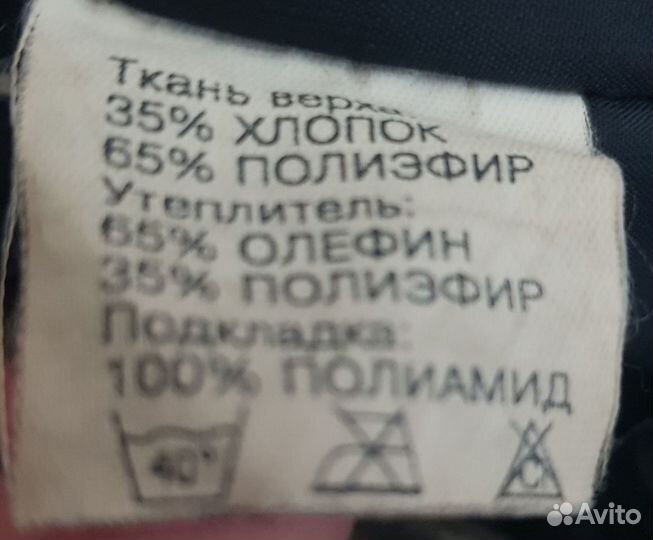 Ткань верха:
35% ХЛОПОК
65% ПОЛИЭФИР
Утеплитель:
65% ОЛЕФИН
35% ПОЛИЭФИР
Подкладка:
100% ПОЛИАМИД
40° C
Avito